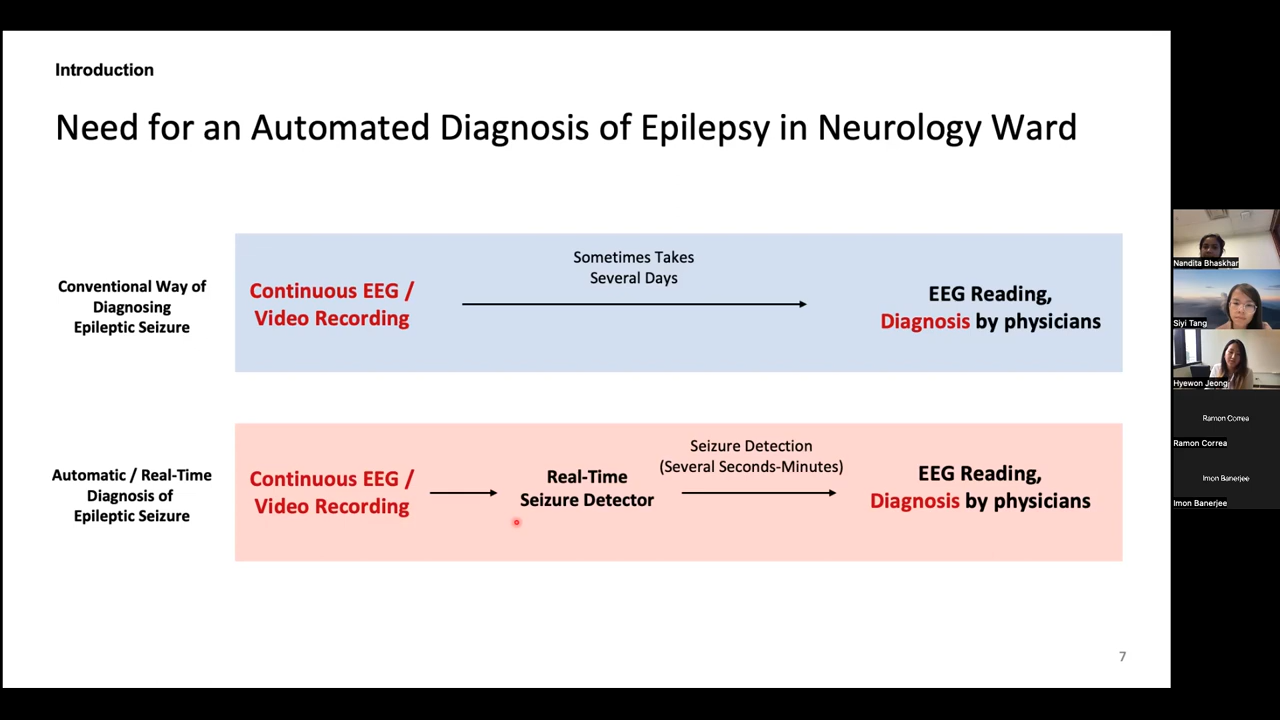 Introduction
Need for an Automated Diagnosis of Epilepsy in Neurology Ward
Conventional Way of
Diagnosing
Epileptic Seizure
Continuous EEG /
Video Recording
Sometimes Takes
Several Days
EEG Reading,
Diagnosis by physicians
Automatic / Real-Time
Diagnosis of
Epileptic Seizure
Continuous EEG /
Video Recording
Real-Time
Seizure Detector
Seizure Detection
(Several Seconds-Minutes)
EEG Reading,
Diagnosis by physicians
7
Nandita Bhaskhar
Siyi Tang
Hyewon Jeong
Ramon Correa
Ramon Correa
Imon Banerjee
Imon Banerjee